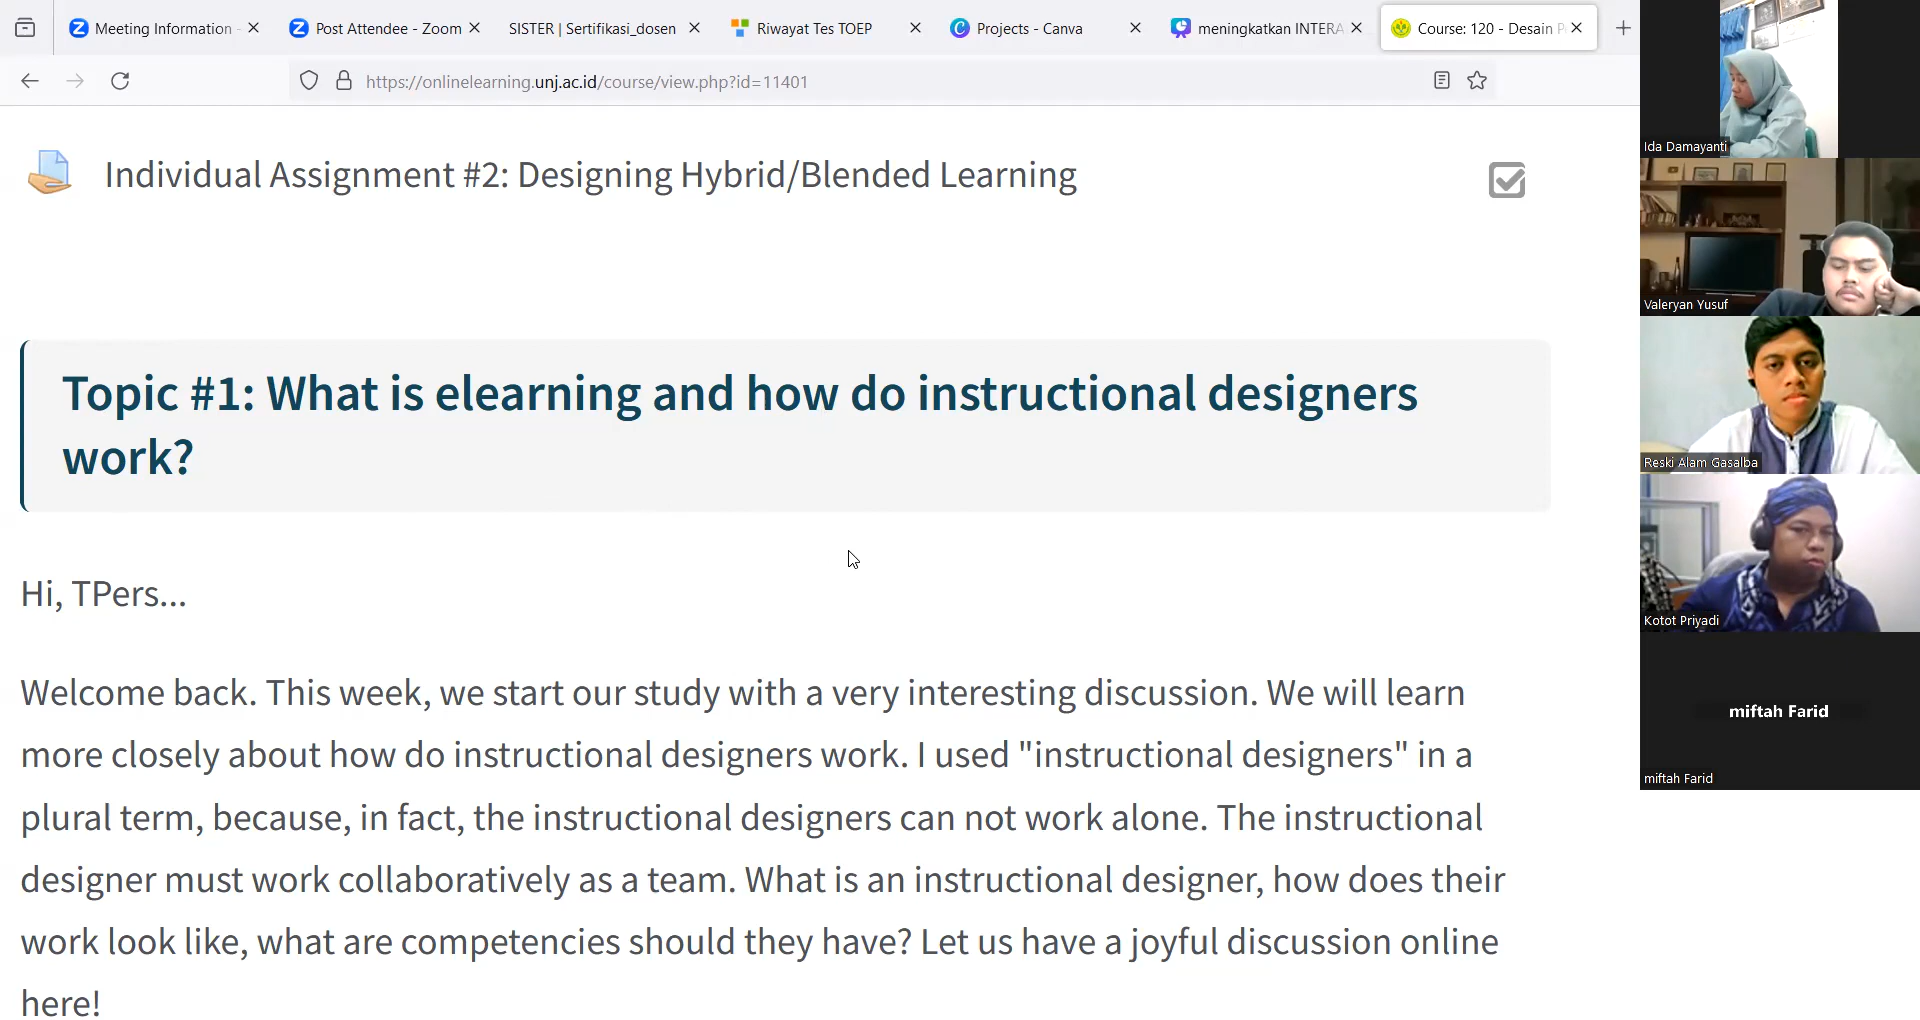 Meeting Information -
Post Attendee - Zoom
SISTER | Sertifikasi_dosen
Riwayat Tes TOEP
Projects - Canva
meningkatkan INTERA
Course: 120 - Desain P
https://onlinelearning.unj.ac.id/course/view.php?id=11401
Individual Assignment #2: Designing Hybrid/Blended Learning
Topic #1: What is elearning and how do instructional designers
work?
Hi, TPers...
Welcome back. This week, we start our study with a very interesting discussion. We will learn
more closely about how do instructional designers work. I used "instructional designers" in a
plural term, because, in fact, the instructional designers can not work alone. The instructional
designer must work collaboratively as a team. What is an instructional designer, how does their
work look like, what are competencies should they have? Let us have a joyful discussion online
here!
Ida Damayanti
Valeryan Yusuf
Reski Alam Gasalba
Kotot Priyadi
miftah Farid
miftah Farid